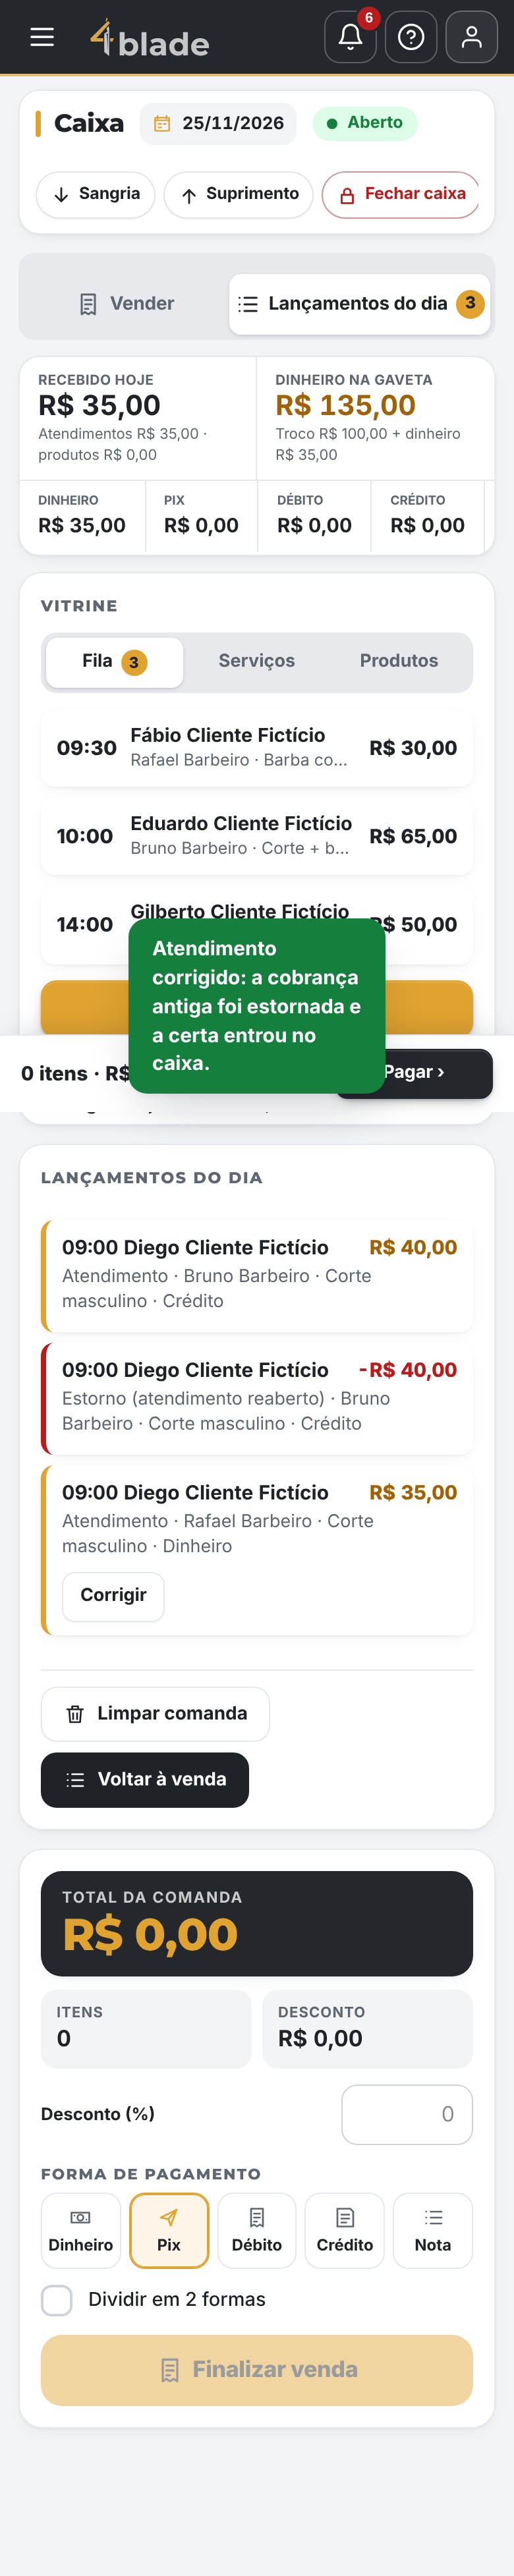 4blade
6
Caixa
25/11/2026
Aberto
Sangria
Suprimento
Fechar caixa
Vender
Lançamentos do dia 3
RECEBIDO HOJE
R$ 35,00
Atendimentos R$ 35,00 ·
produtos R$ 0,00
DINHEIRO NA GAVETA
R$ 135,00
Troco R$ 100,00 + dinheiro
R$ 35,00
DINHEIRO
R$ 35,00
PIX
R$ 0,00
DÉBITO
R$ 0,00
CRÉDITO
R$ 0,00
VITRINE
Fila 3
Serviços
Produtos
09:30
Fábio Cliente Fictício
Rafael Barbeiro · Barba co...
R$ 30,00
10:00
Eduardo Cliente Fictício
Bruno Barbeiro · Corte + b...
R$ 65,00
14:00
Gilberto Cliente Fictício
R$ 50,00
Atendimento
corrigido: a cobrança
antiga foi estornada e
a certa entrou no
caixa.
0 itens · R$
Pagar ›
LANÇAMENTOS DO DIA
09:00 Diego Cliente Fictício
R$ 40,00
Atendimento · Bruno Barbeiro · Corte
masculino · Crédito
09:00 Diego Cliente Fictício
-R$ 40,00
Estorno (atendimento reaberto) · Bruno
Barbeiro · Corte masculino · Crédito
09:00 Diego Cliente Fictício
R$ 35,00
Atendimento · Rafael Barbeiro · Corte
masculino · Dinheiro
Corrigir
Limpar comanda
Voltar à venda
TOTAL DA COMANDA
R$ 0,00
ITENS
0
DESCONTO
R$ 0,00
Desconto (%)
0
FORMA DE PAGAMENTO
Dinheiro
Pix
Débito
Crédito
Nota
Dividir em 2 formas
Finalizar venda